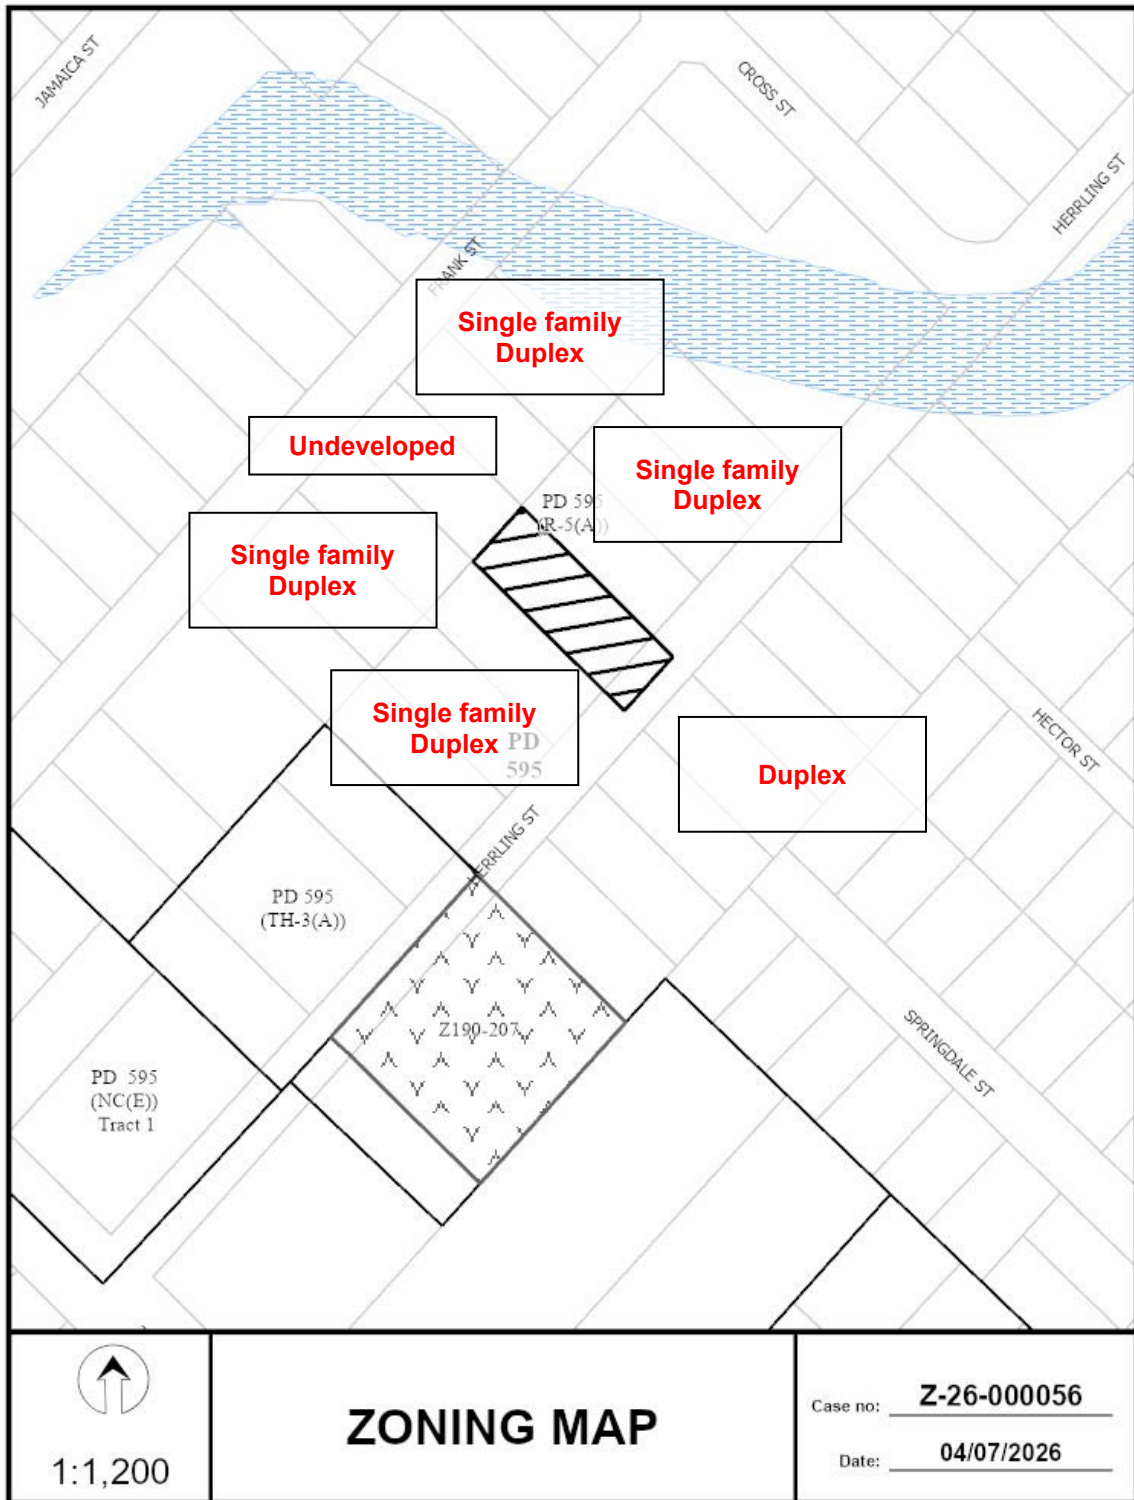 JAMAICA ST
CROSS ST
HERRLING ST
FRANK ST
Single family
Duplex
Undeveloped
Single family
Duplex
PD 595
(R-5(A))
Single family
Duplex
Single family
Duplex
PD
595
HECTOR ST
Duplex
HERRLING ST
PD 595
(TH-3(A))
Z190-207
SPRINGDALE ST
PD 595
(NC(E))
Tract 1
1:1,200
ZONING MAP
Case no: Z-26-000056
Date: 04/07/2026